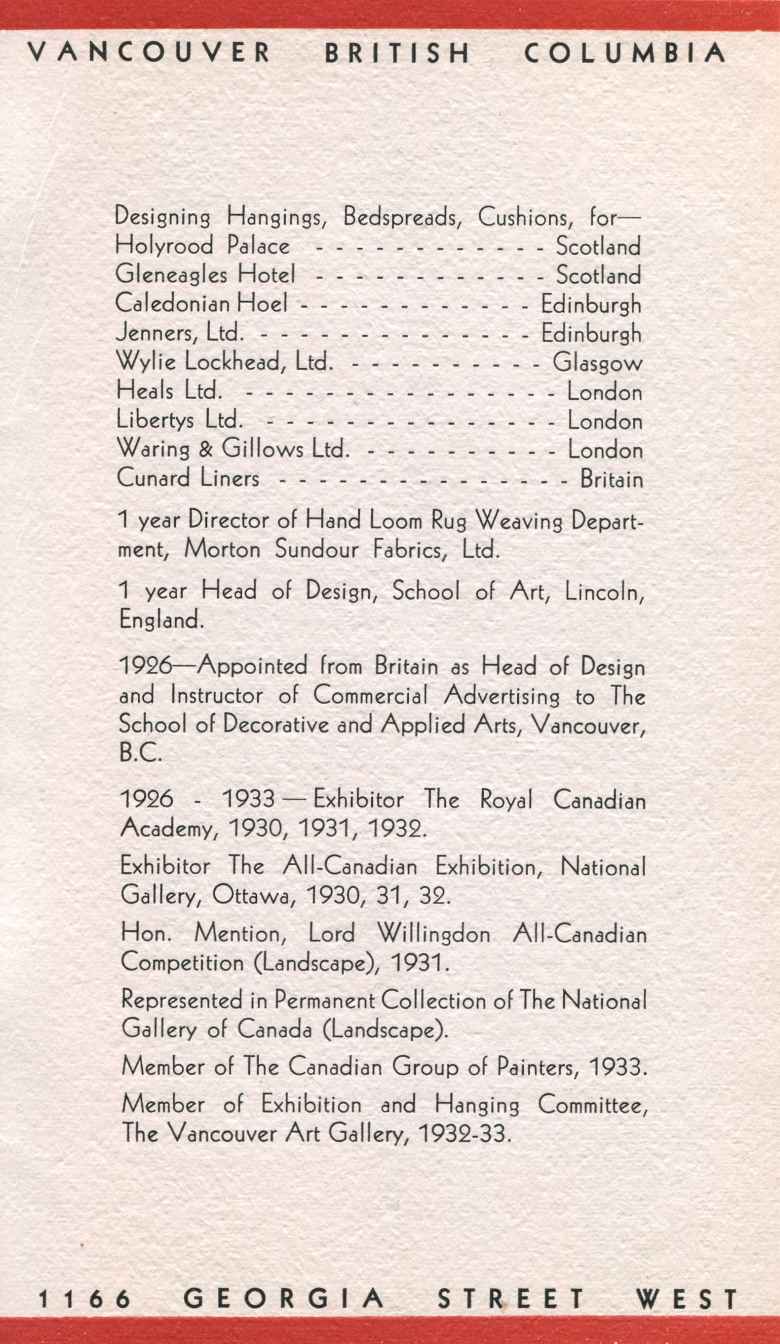 VANCOUVER BRITISH COLUMBIA
Designing Hangings, Bedspreads, Cushions, for—
Holyrood Palace - - - - - - - - - - - - Scotland
Gleneagles Hotel - - - - - - - - - - - - Scotland
Caledonian Hoel - - - - - - - - - - - - Edinburgh
Jenners, Ltd. - - - - - - - - - - - - - - Edinburgh
Wylie Lockhead, Ltd. - - - - - - - - - - Glasgow
Heals Ltd. - - - - - - - - - - - - - - - - London
Libertys Ltd. - - - - - - - - - - - - - - - London
Waring & Gillows Ltd. - - - - - - - - - - London
Cunard Liners - - - - - - - - - - - - - - - Britain
1 year Director of Hand Loom Rug Weaving Depart-
ment, Morton Sundour Fabrics, Ltd.
1 year Head of Design, School of Art, Lincoln,
England.
1926—Appointed from Britain as Head of Design
and Instructor of Commercial Advertising to The
School of Decorative and Applied Arts, Vancouver,
B.C.
1926 - 1933 — Exhibitor The Royal Canadian
Academy, 1930, 1931, 1932.
Exhibitor The All-Canadian Exhibition, National
Gallery, Ottawa, 1930, 31, 32.
Hon. Mention, Lord Willingdon All-Canadian
Competition (Landscape), 1931.
Represented in Permanent Collection of The National
Gallery of Canada (Landscape).
Member of The Canadian Group of Painters, 1933.
Member of Exhibition and Hanging Committee,
The Vancouver Art Gallery, 1932-33.
1166 GEORGIA STREET WEST